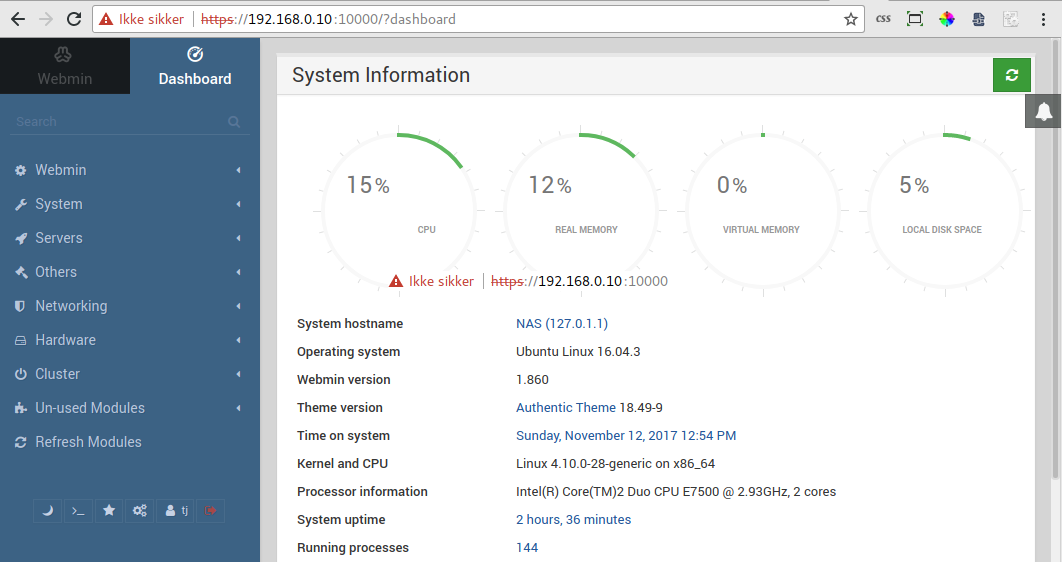 Ikke sikker | https://192.168.0.10:10000/?dashboard
css
Webmin
Dashboard
Search
Webmin
System
Servers
Others
Networking
Hardware
Cluster
Un-used Modules
Refresh Modules
>_
tj
System Information
15%
CPU
12%
REAL MEMORY
0%
VIRTUAL MEMORY
5%
LOCAL DISK SPACE
Ikke sikker | https://192.168.0.10:10000
System hostname NAS (127.0.1.1)
Operating system Ubuntu Linux 16.04.3
Webmin version 1.860
Theme version Authentic Theme 18.49-9
Time on system Sunday, November 12, 2017 12:54 PM
Kernel and CPU Linux 4.10.0-28-generic on x86_64
Processor information Intel(R) Core(TM)2 Duo CPU E7500 @ 2.93GHz, 2 cores
System uptime 2 hours, 36 minutes
Running processes 144